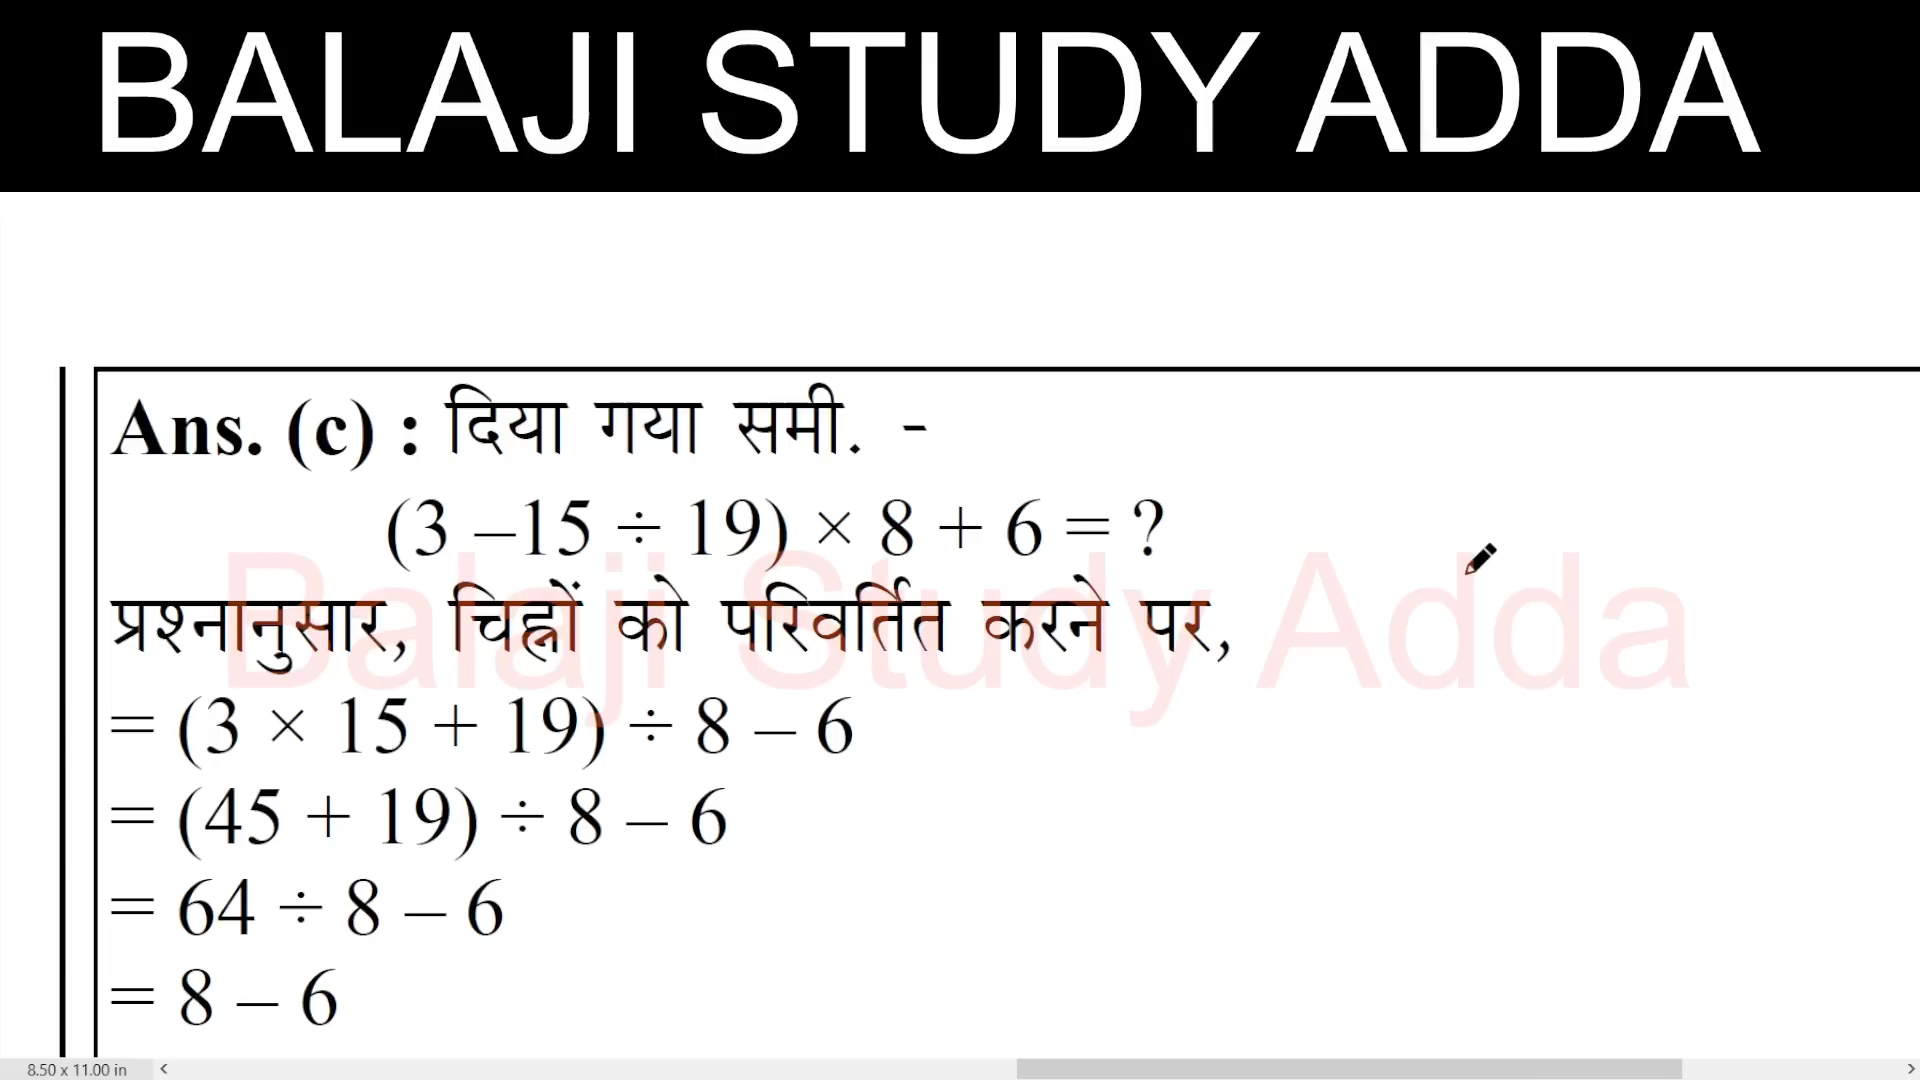 BALAJI STUDY ADDA
Ans. (c) : दिया गया समी. -
(3 –15 ÷ 19) × 8 + 6 = ?
Balaji Study Adda
प्रश्नानुसार, चिह्नों को परिवर्तित करने पर,
= (3 × 15 + 19) ÷ 8 – 6
= (45 + 19) ÷ 8 – 6
= 64 ÷ 8 – 6
= 8 – 6
8.50 x 11.00 in